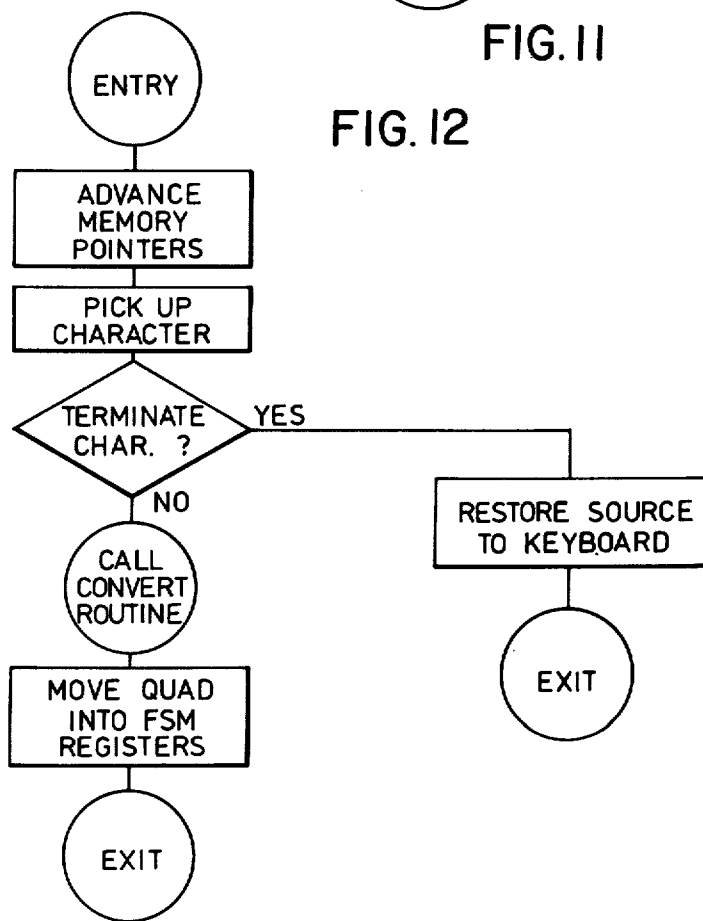 FIG. 11
FIG. 12
ENTRY
ADVANCE
MEMORY
POINTERS
PICK UP
CHARACTER
TERMINATE
CHAR. ?
YES
NO
RESTORE SOURCE
TO KEYBOARD
EXIT
CALL
CONVERT
ROUTINE
MOVE QUAD
INTO FSM
REGISTERS
EXIT